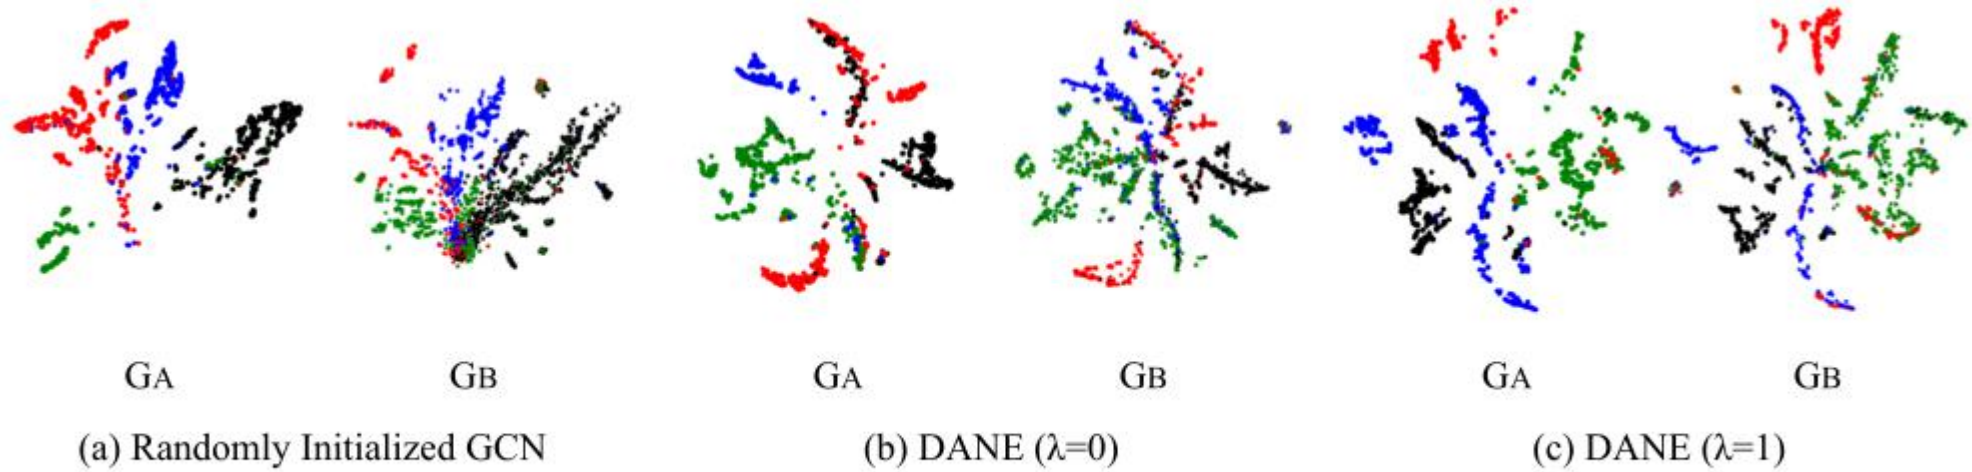 GA GB GA GB GA GB
(a) Randomly Initialized GCN (b) DANE (λ=0) (c) DANE (λ=1)